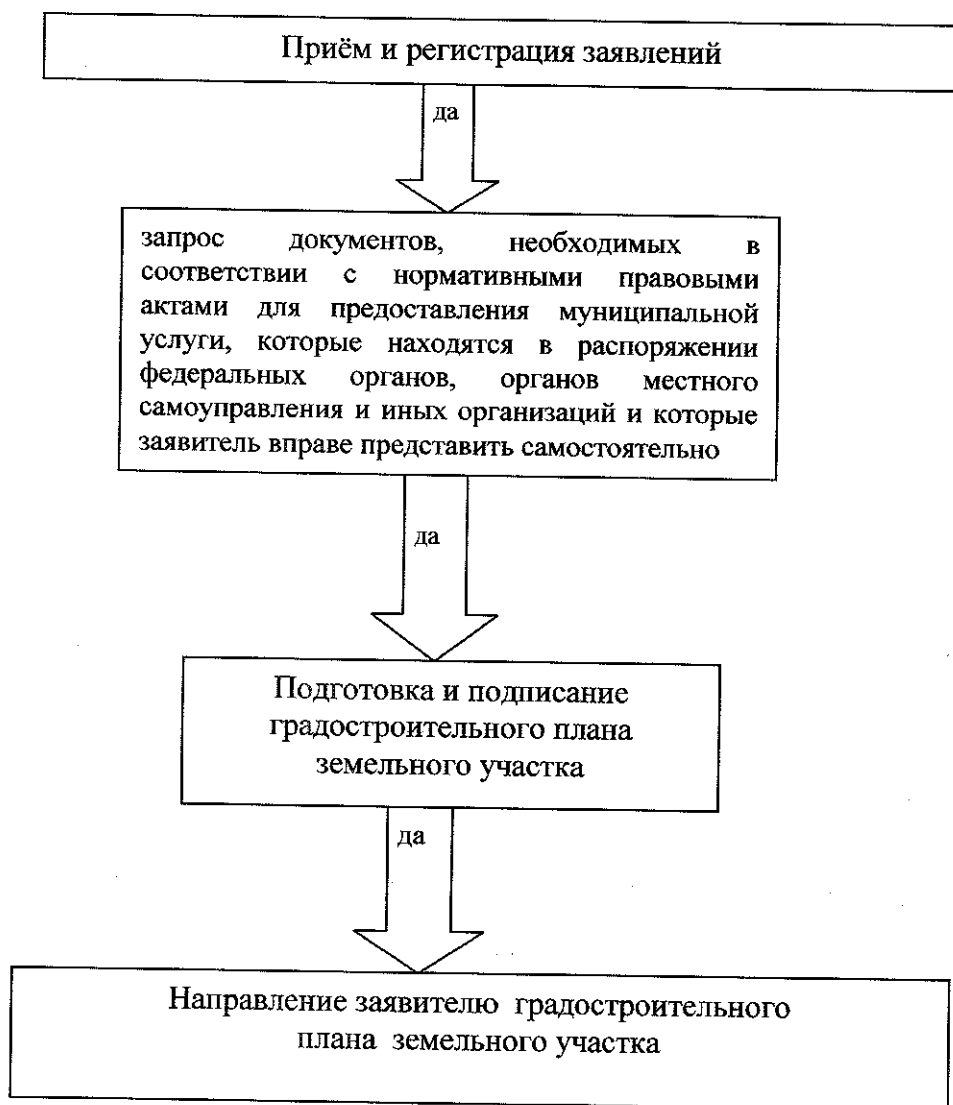 Приём и регистрация заявлений
да
запрос документов, необходимых в
соответствии с нормативными правовыми
актами для предоставления муниципальной
услуги, которые находятся в распоряжении
федеральных органов, органов местного
самоуправления и иных организаций и которые
заявитель вправе представить самостоятельно
да
Подготовка и подписание
градостроительного плана
земельного участка
да
Направление заявителю градостроительного
плана земельного участка